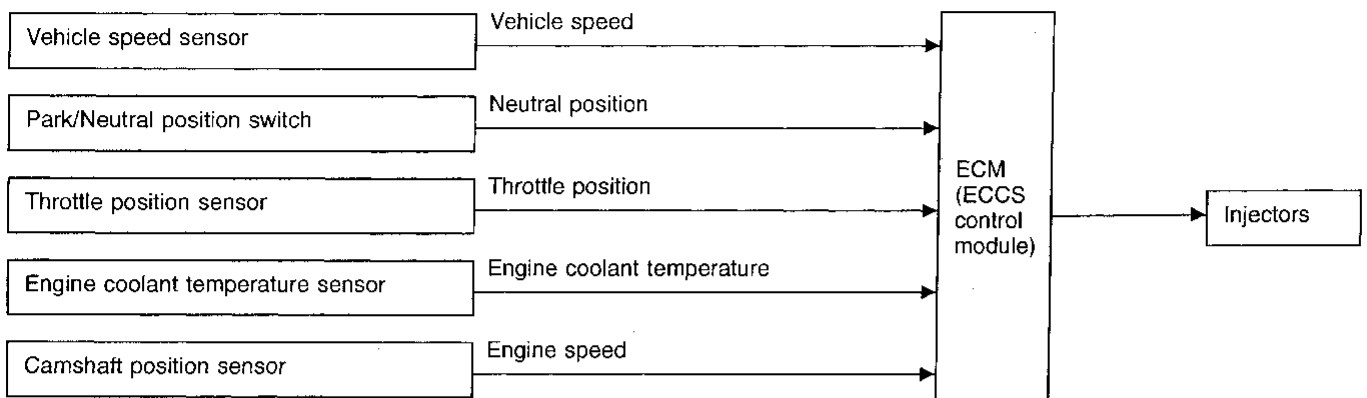 Vehicle speed sensor
Vehicle speed
Park/Neutral position switch
Neutral position
Throttle position sensor
Throttle position
Engine coolant temperature sensor
Engine coolant temperature
Camshaft position sensor
Engine speed
ECM
(ECCS
control
module)
Injectors